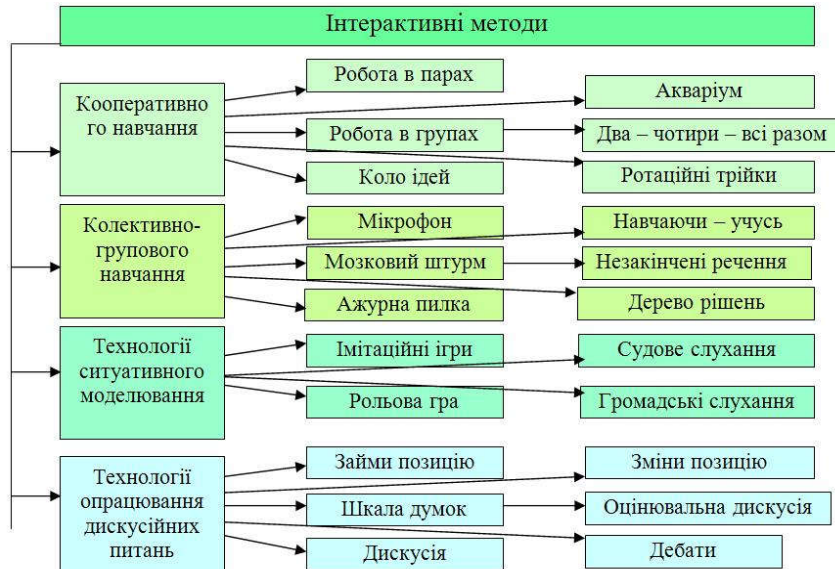 Інтерактивні методи
Кооперативно
го навчання
Робота в парах
Акваріум
Робота в групах
Два – чотири – всі разом
Коло ідей
Ротаційні трійки
Колективно-
групового
навчання
Мікрофон
Навчаючи – учусь
Мозковий штурм
Незакінчені речення
Ажурна пилка
Дерево рішень
Технології
ситуативного
моделювання
Імітаційні ігри
Судове слухання
Рольова гра
Громадські слухання
Технології
опрацювання
дискусійних
питань
Займи позицію
Зміни позицію
Шкала думок
Оцінювальна дискусія
Дискусія
Дебати